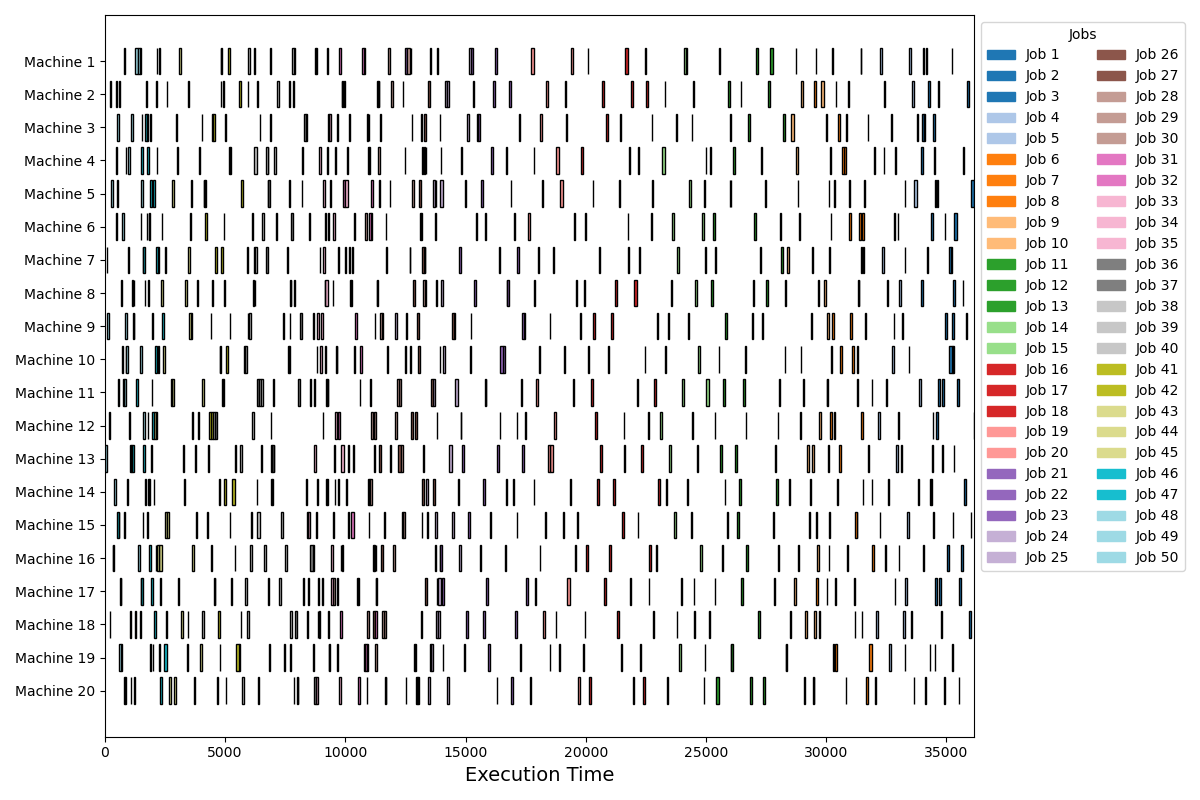 Machine 1
Machine 2
Machine 3
Machine 4
Machine 5
Machine 6
Machine 7
Machine 8
Machine 9
Machine 10
Machine 11
Machine 12
Machine 13
Machine 14
Machine 15
Machine 16
Machine 17
Machine 18
Machine 19
Machine 20
0 5000 10000 15000 20000 25000 30000 35000
Execution Time
Jobs
Job 1
Job 2
Job 3
Job 4
Job 5
Job 6
Job 7
Job 8
Job 9
Job 10
Job 11
Job 12
Job 13
Job 14
Job 15
Job 16
Job 17
Job 18
Job 19
Job 20
Job 21
Job 22
Job 23
Job 24
Job 25
Job 26
Job 27
Job 28
Job 29
Job 30
Job 31
Job 32
Job 33
Job 34
Job 35
Job 36
Job 37
Job 38
Job 39
Job 40
Job 41
Job 42
Job 43
Job 44
Job 45
Job 46
Job 47
Job 48
Job 49
Job 50